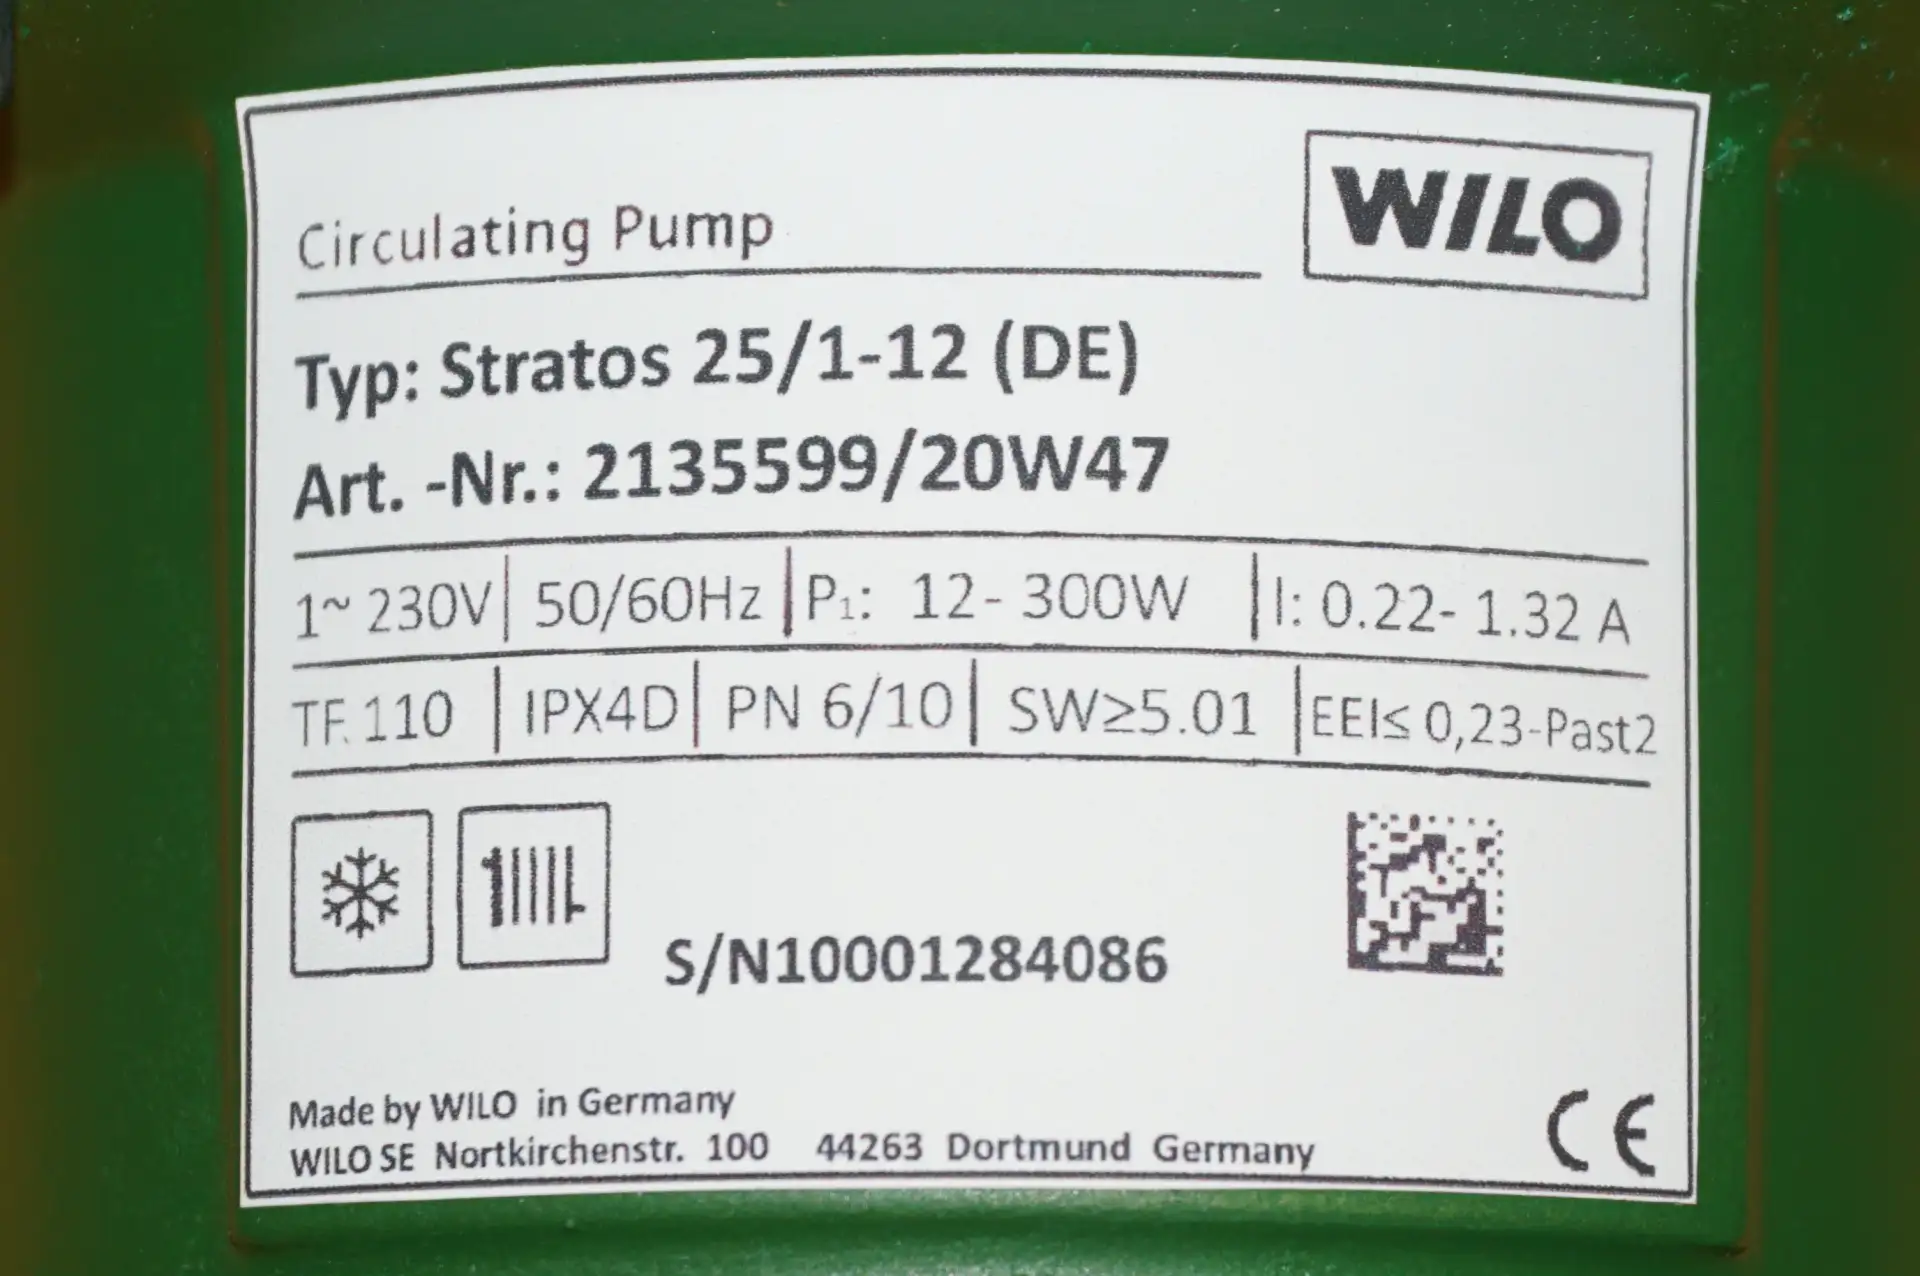 WILO
Circulating Pump
Typ: Stratos 25/1-12 (DE)
Art. -Nr.: 2135599/20W47
1~ 230V 50/60Hz P₁: 12- 300W I: 0.22- 1.32 A
TF. 110 IPX4D PN 6/10 SW≥5.01 EEI≤ 0,23-Past2
S/N10001284086
Made by WILO in Germany
WILO SE Nortkirchenstr. 100 44263 Dortmund Germany
CE